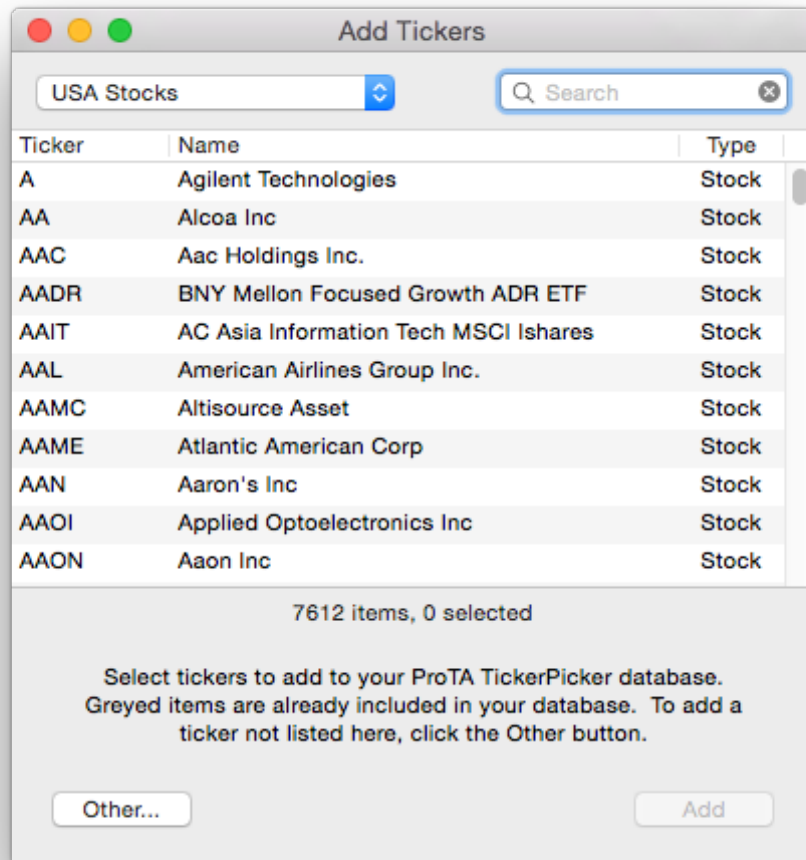 Add Tickers
USA Stocks
Search
Ticker Name Type
A Agilent Technologies Stock
AA Alcoa Inc Stock
AAC Aac Holdings Inc. Stock
AADR BNY Mellon Focused Growth ADR ETF Stock
AAIT AC Asia Information Tech MSCI Ishares Stock
AAL American Airlines Group Inc. Stock
AAMC Altisource Asset Stock
AAME Atlantic American Corp Stock
AAN Aaron's Inc Stock
AAOI Applied Optoelectronics Inc Stock
AAON Aaon Inc Stock
7612 items, 0 selected
Select tickers to add to your ProTA TickerPicker database.
Greyed items are already included in your database.  To add a
ticker not listed here, click the Other button.
Other...
Add